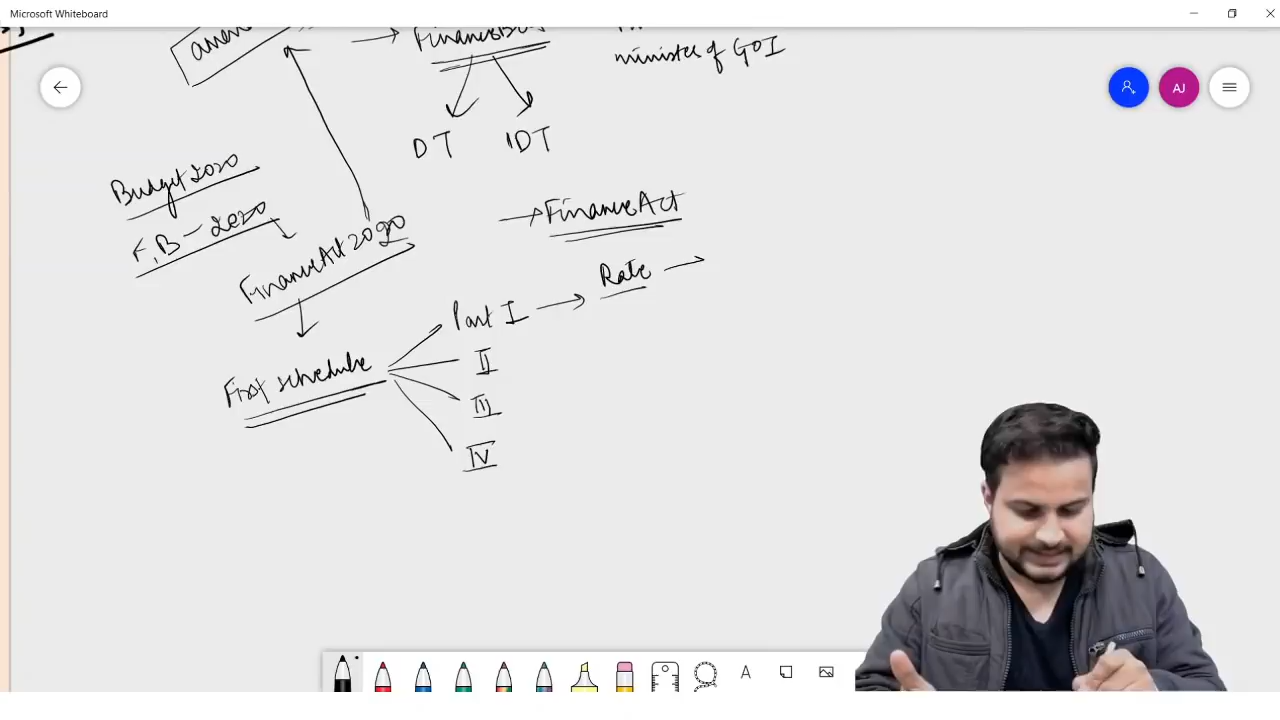 Microsoft Whiteboard
minister of GOI
AJ
DT
IDT
Budget 2020
F.B - 2020
Finance Act
Finance Act 2020
Rate
Part I
First schedule
II
III
IV
A